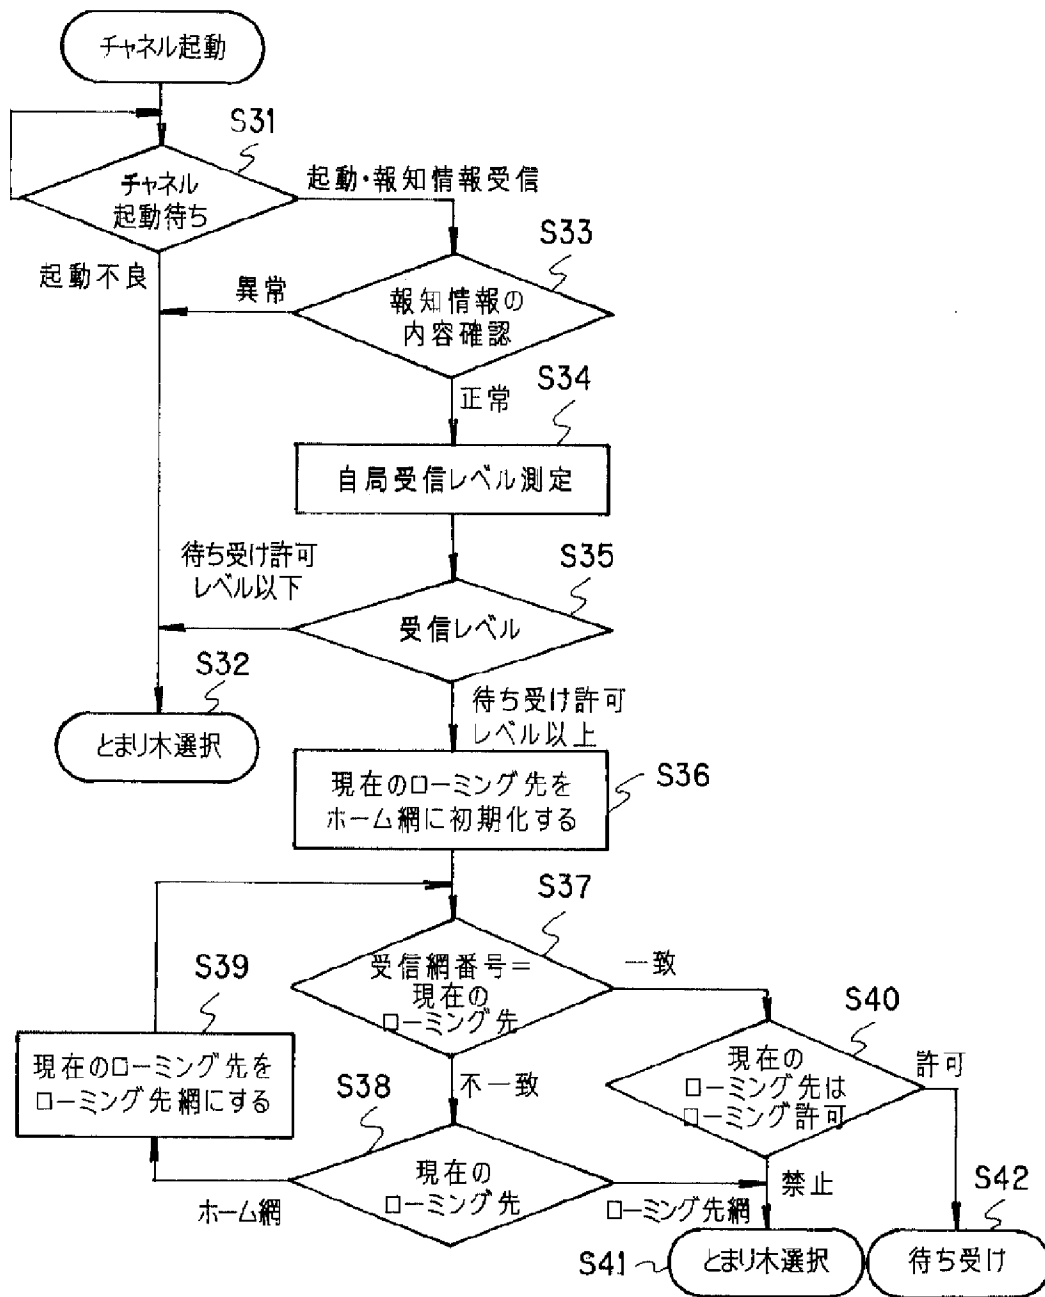 チャネル起動
S31
チャネル
起動待ち
起動・報知情報受信
起動不良
S33
異常
報知情報の
内容確認
正常
S34
自局受信レベル測定
待ち受け許可
レベル以下
S35
受信レベル
S32
とまり木選択
待ち受け許可
レベル以上
S36
現在のローミング先を
ホーム網に初期化する
S37
受信網番号=
現在の
ローミング先
一致
S39
現在のローミング先を
ローミング先網にする
不一致
S38
現在の
ローミング先
ホーム網
ローミング先網
S40
現在の
ローミング先は
ローミング許可
許可
禁止
S42
S41
とまり木選択
待ち受け